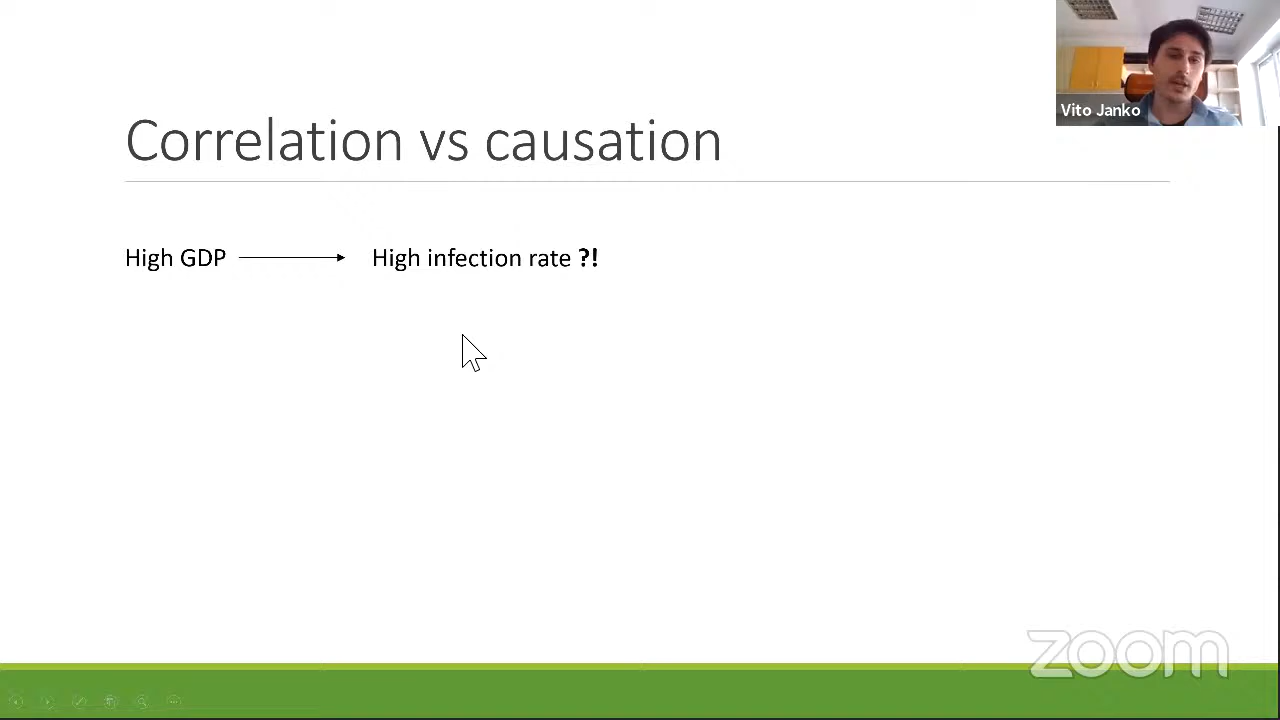 Vito Janko
Correlation vs causation
High GDP
High infection rate ?!
zoom